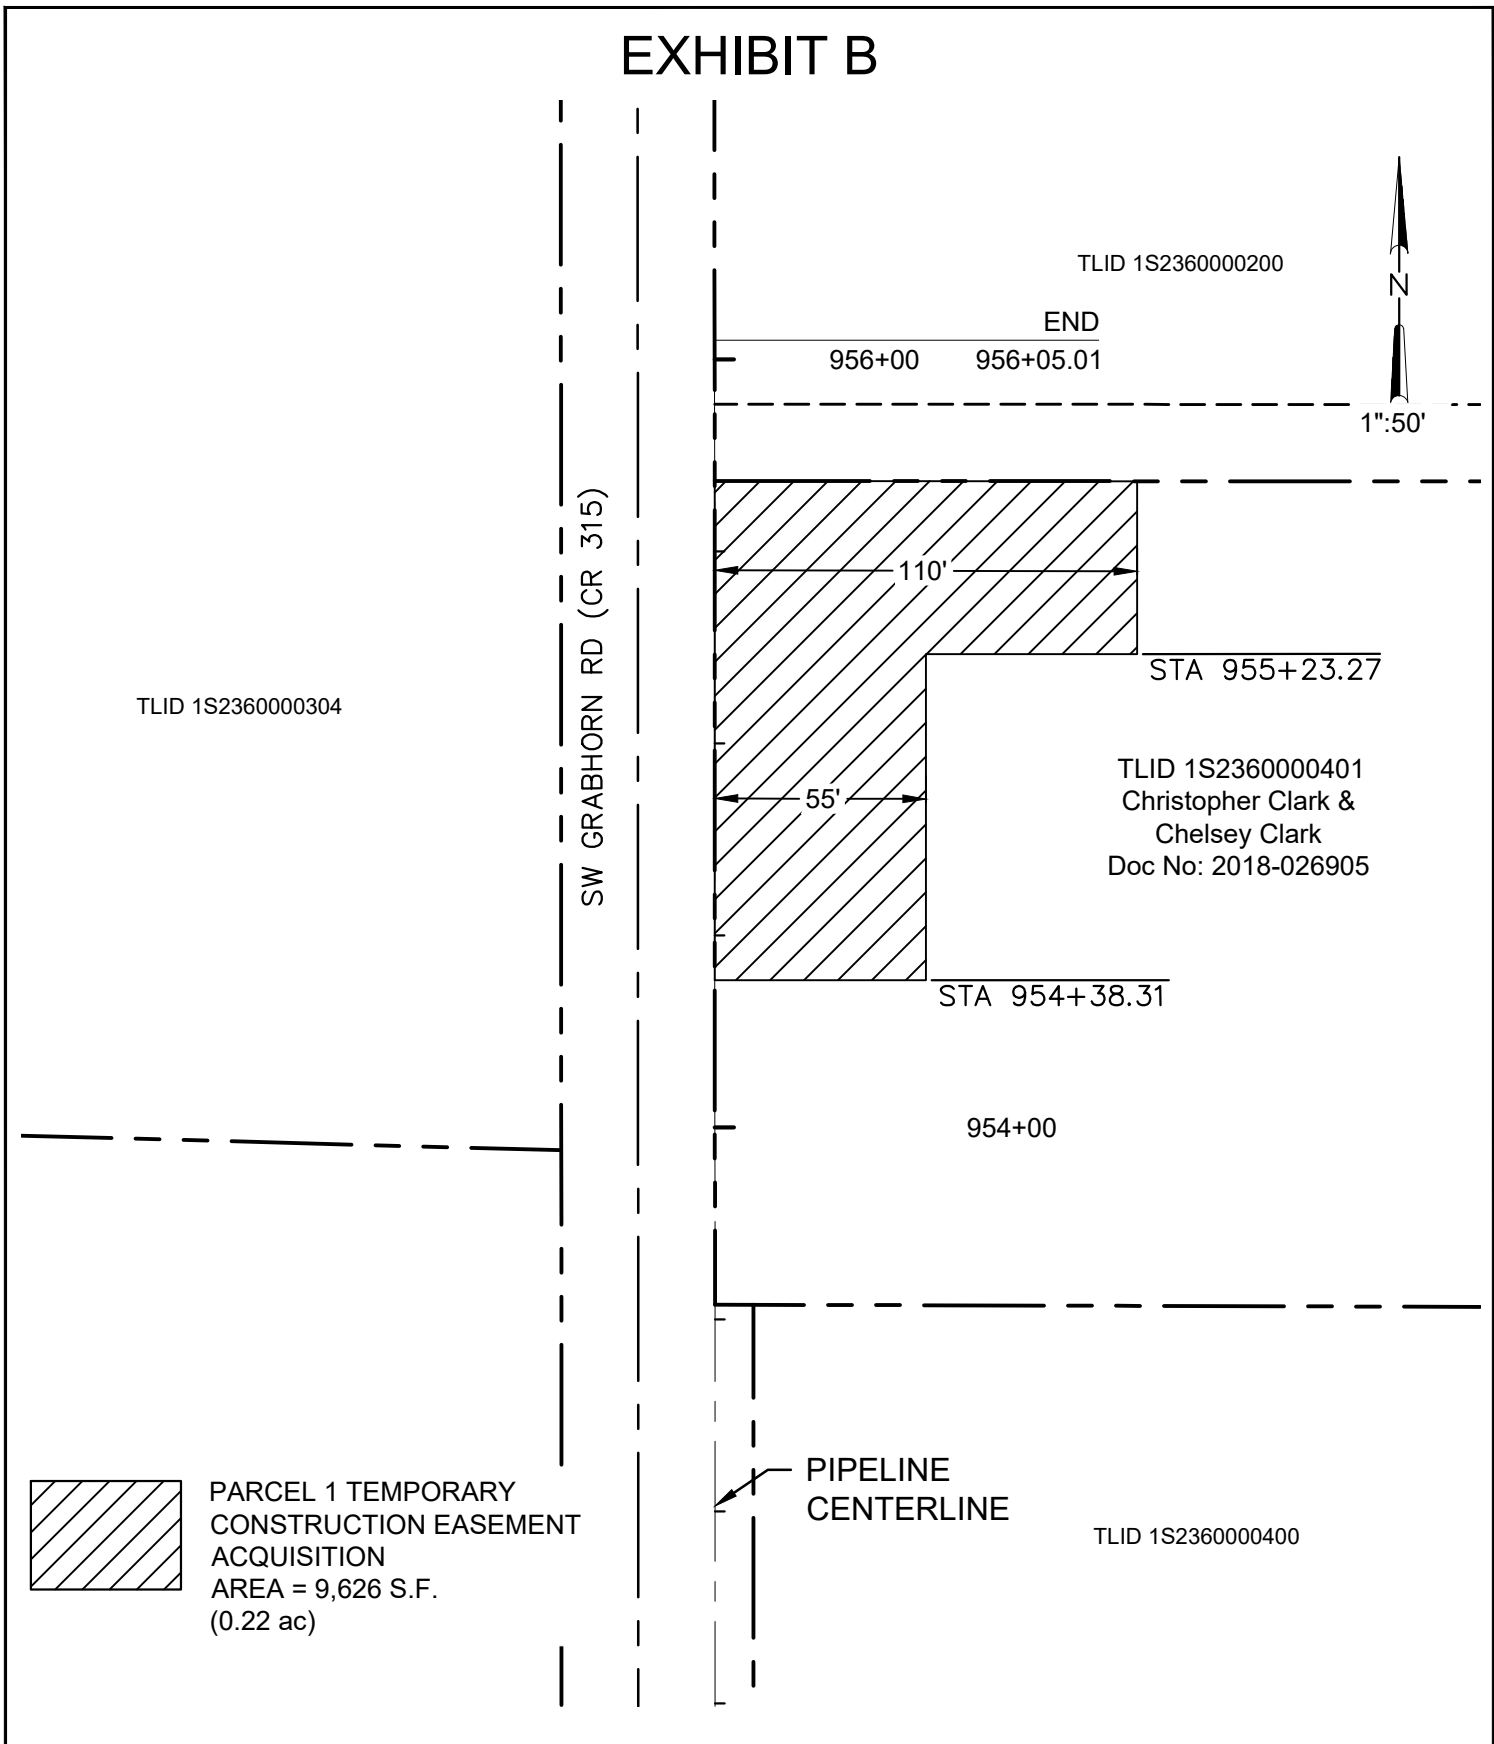 EXHIBIT B
TLID 1S2360000200
N
END
956+00 956+05.01
1":50'
SW GRABHORN RD (CR 315)
110'
STA 955+23.27
TLID 1S2360000304
TLID 1S2360000401
Christopher Clark &
Chelsey Clark
Doc No: 2018-026905
55'
STA 954+38.31
954+00
PIPELINE
CENTERLINE
TLID 1S2360000400
PARCEL 1 TEMPORARY
CONSTRUCTION EASEMENT
ACQUISITION
AREA = 9,626 S.F.
(0.22 ac)